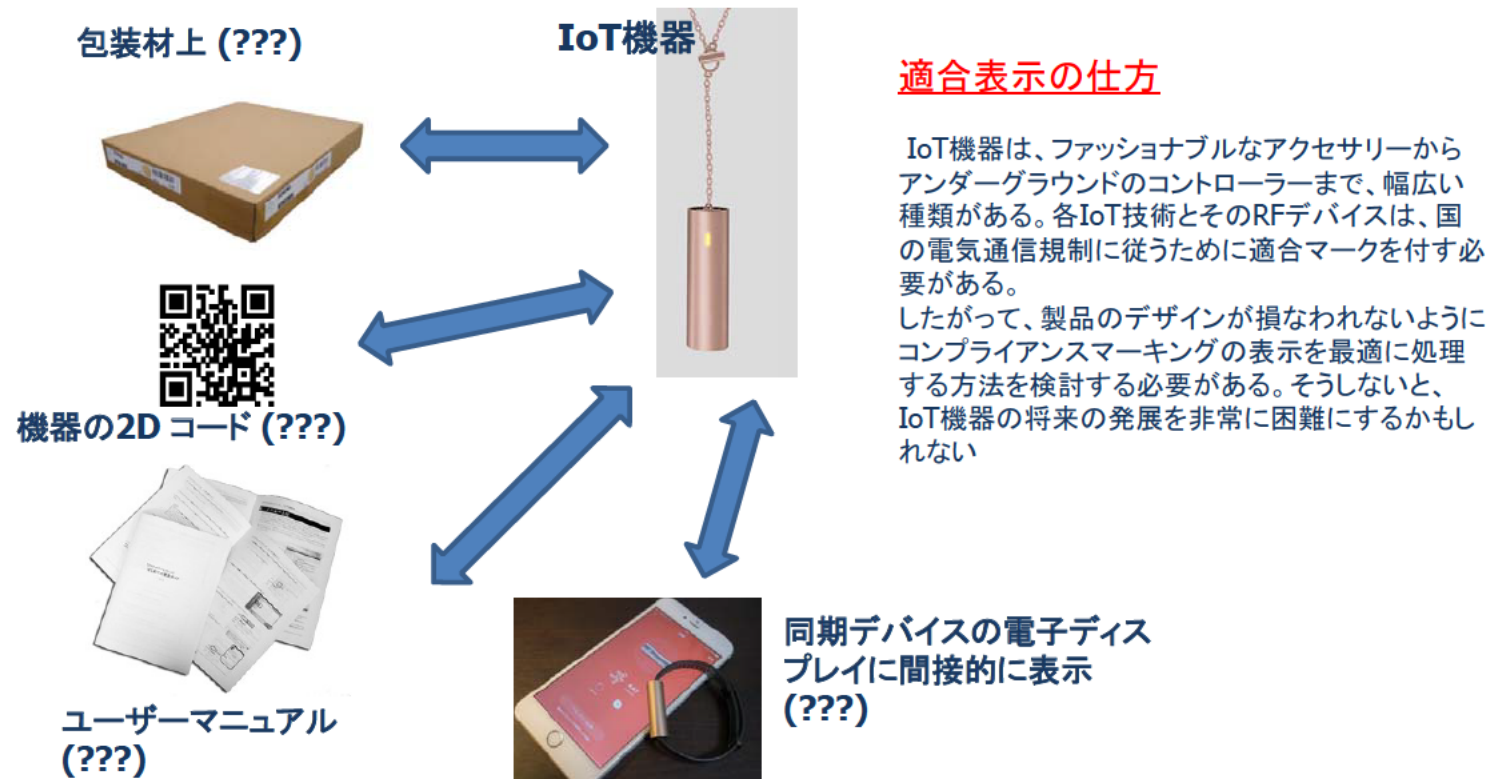 包装材上 (???)
IoT機器
適合表示の仕方
IoT機器は、ファッショナブルなアクセサリーから
アンダーグラウンドのコントローラーまで、幅広い
種類がある。各IoT技術とそのRFデバイスは、国
の電気通信規制に従うために適合マークを付す必
要がある。
したがって、製品のデザインが損なわれないように
コンプライアンスマーキングの表示を最適に処理
する方法を検討する必要がある。そうしないと、
IoT機器の将来の発展を非常に困難にするかもし
れない
機器の2D コード (???)
ユーザーマニュアル
(???)
同期デバイスの電子ディス
プレイに間接的に表示
(???)